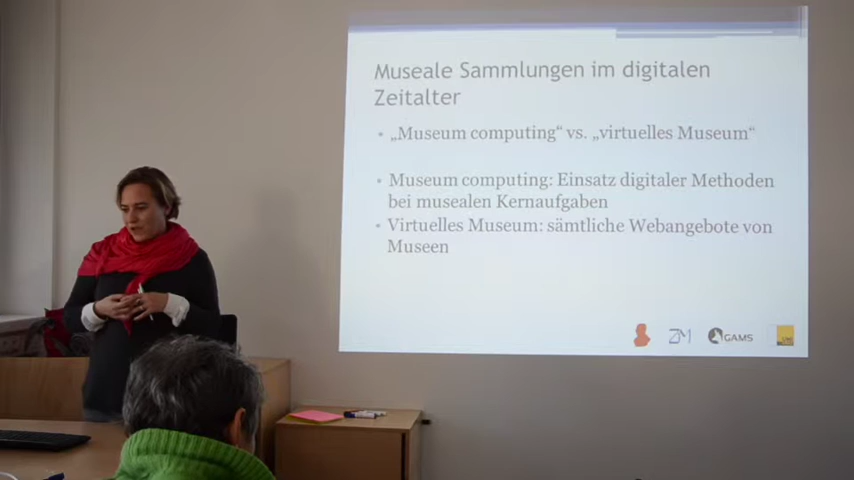 Museale Sammlungen im digitalen
Zeitalter
• „Museum computing“ vs. „virtuelles Museum“
• Museum computing: Einsatz digitaler Methoden
bei musealen Kernaufgaben
• Virtuelles Museum: sämtliche Webangebote von
Museen
ZIM
GAMS